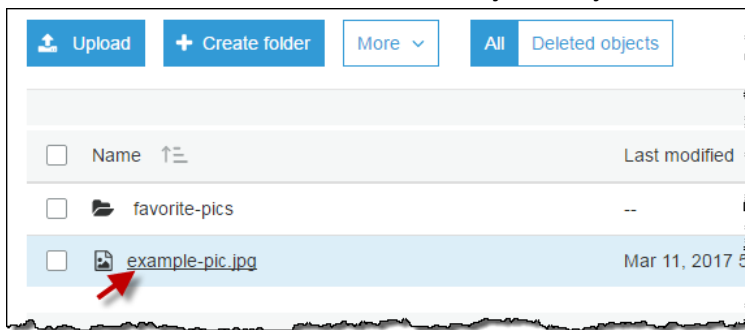 Upload Create folder More All Deleted objects
Name Last modified
favorite-pics --
example-pic.jpg Mar 11, 2017